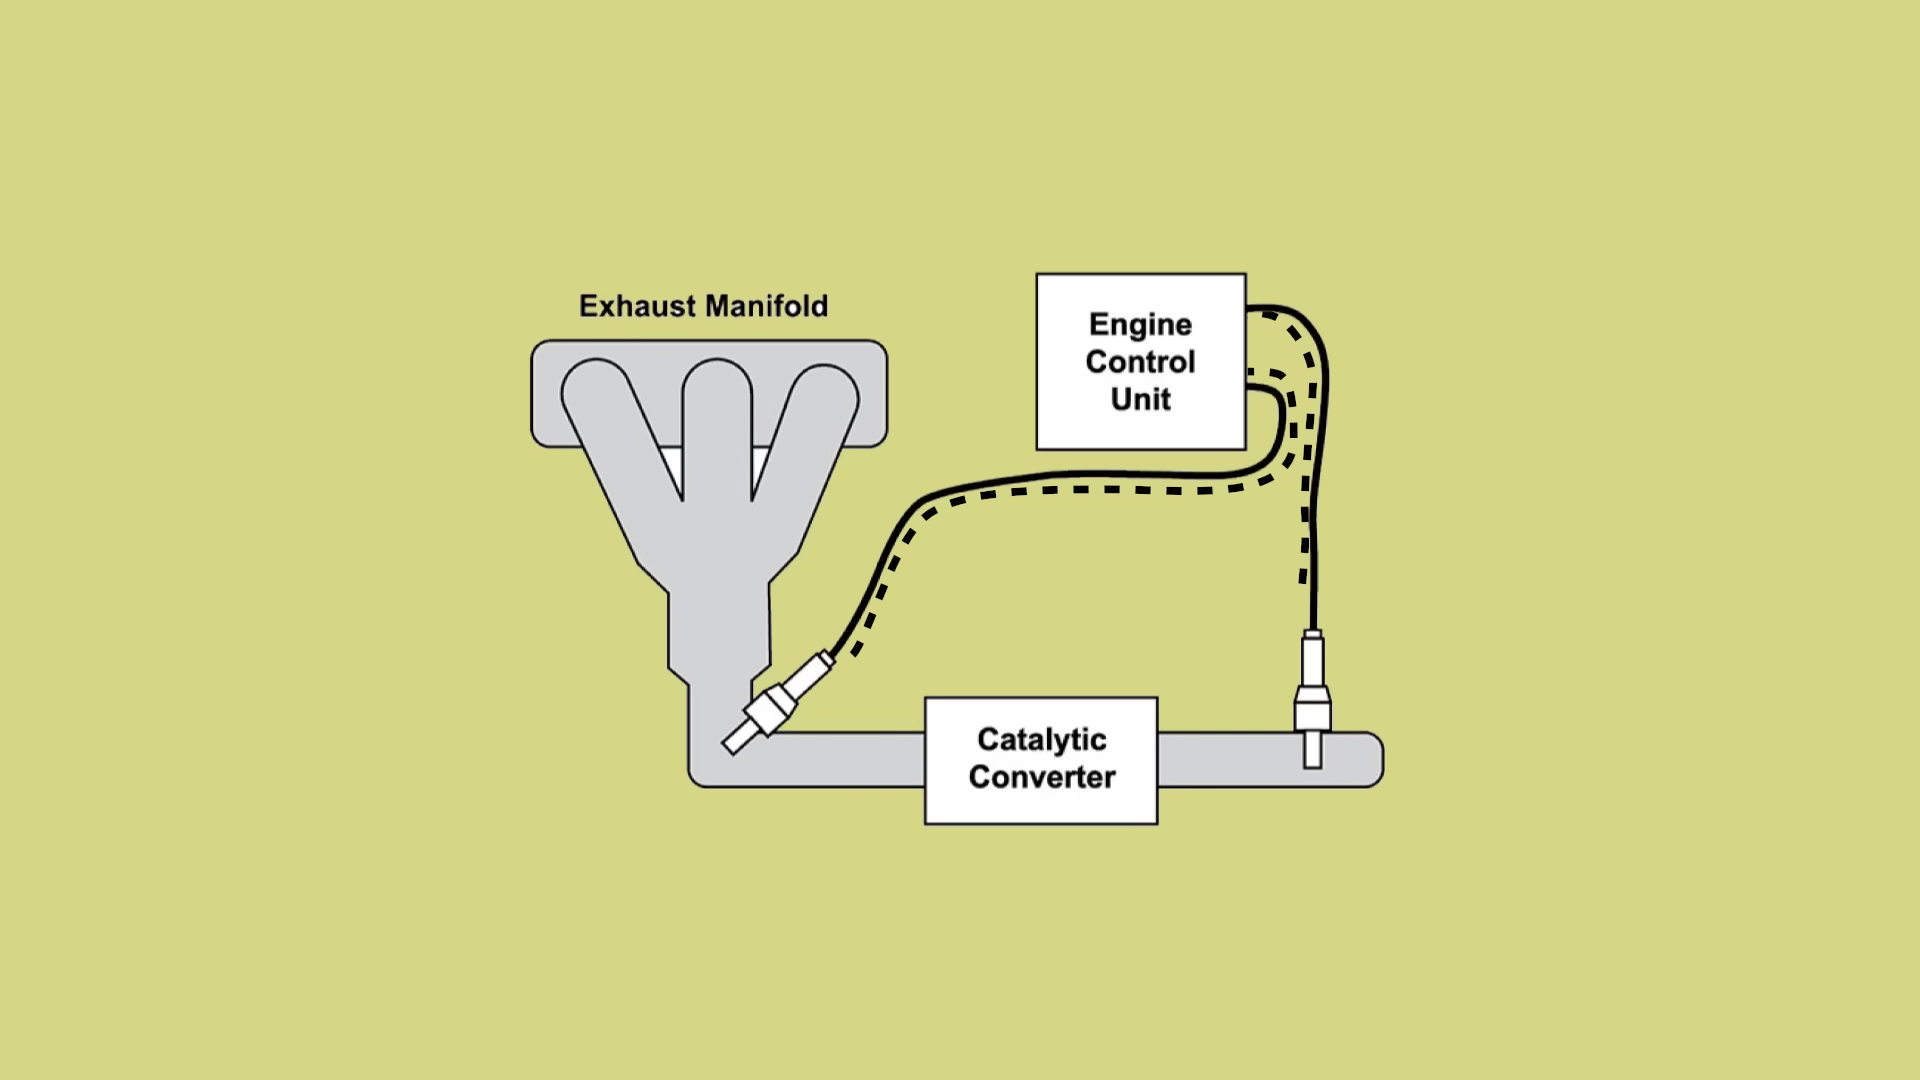 Exhaust Manifold
Engine
Control
Unit
Catalytic
Converter